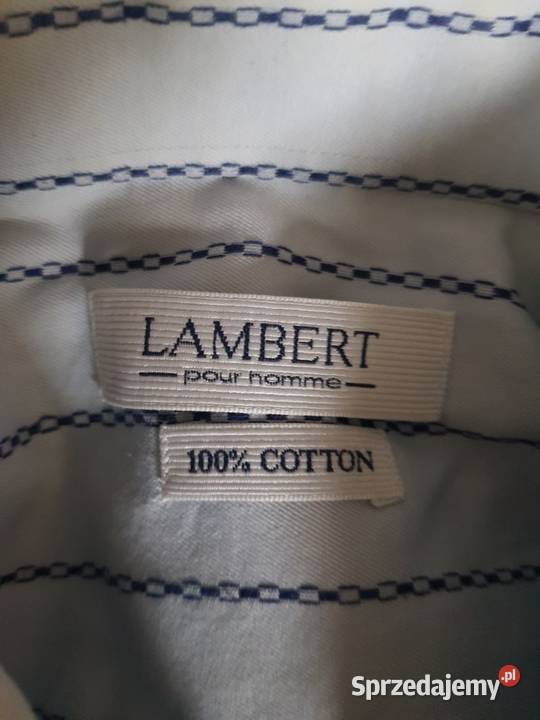 LAMBERT
pour homme
100% COTTON
Sprzedajemy.pl